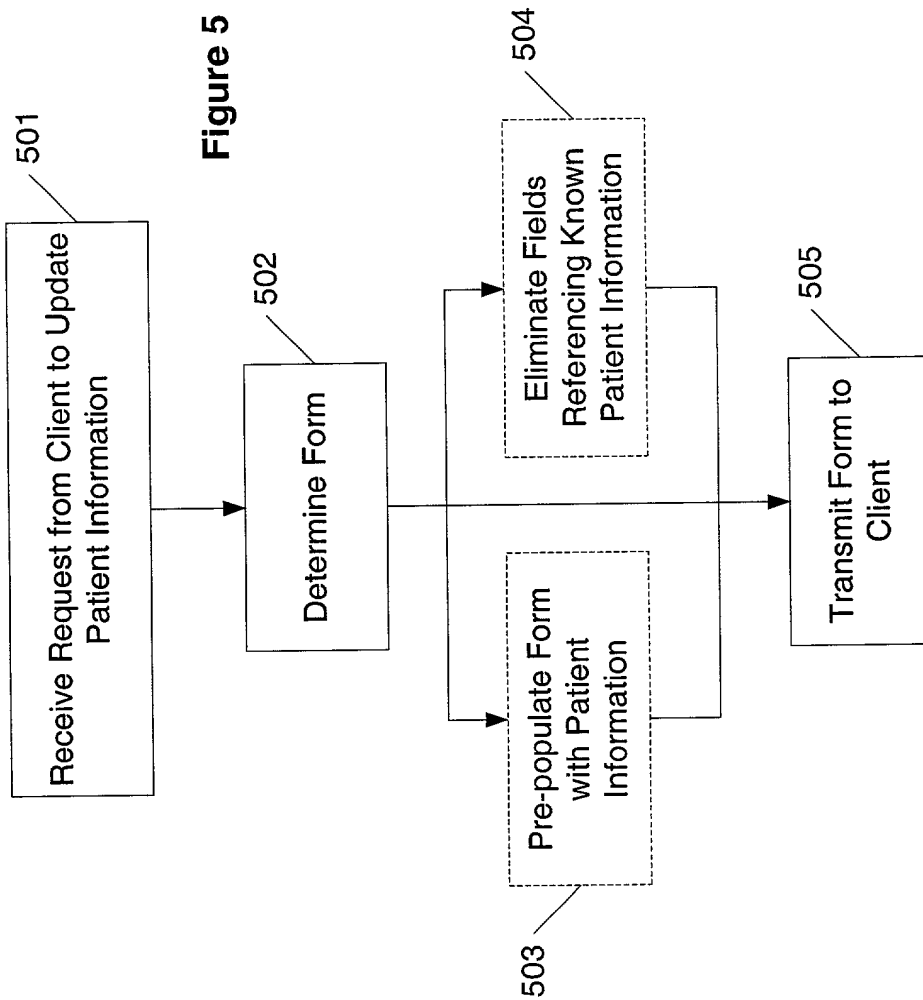 501
Receive Request from Client to Update
Patient Information
Figure 5
502
Determine Form
503
Pre-populate Form
with Patient
Information
504
Eliminate Fields
Referencing Known
Patient Information
505
Transmit Form to
Client